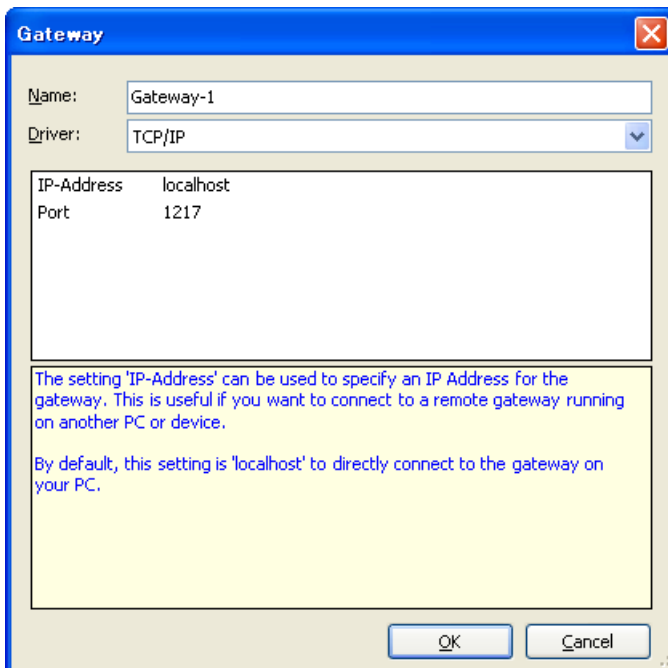 Gateway
Name: Gateway-1
Driver: TCP/IP
IP-Address localhost
Port 1217
The setting 'IP-Address' can be used to specify an IP Address for the
gateway. This is useful if you want to connect to a remote gateway running
on another PC or device.
By default, this setting is 'localhost' to directly connect to the gateway on
your PC.
OK Cancel